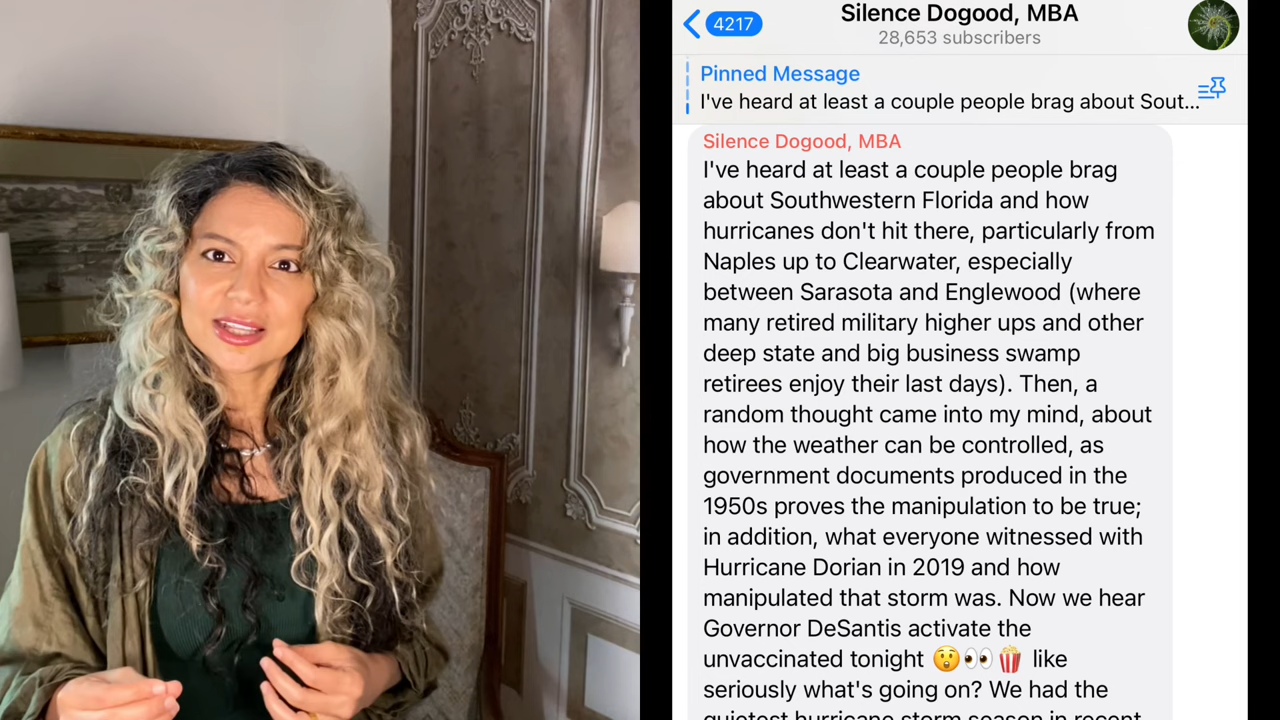 4217
Silence Dogood, MBA
28,653 subscribers
Pinned Message
I've heard at least a couple people brag about Sout...
Silence Dogood, MBA
I've heard at least a couple people brag
about Southwestern Florida and how
hurricanes don't hit there, particularly from
Naples up to Clearwater, especially
between Sarasota and Englewood (where
many retired military higher ups and other
deep state and big business swamp
retirees enjoy their last days). Then, a
random thought came into my mind, about
how the weather can be controlled, as
government documents produced in the
1950s proves the manipulation to be true;
in addition, what everyone witnessed with
Hurricane Dorian in 2019 and how
manipulated that storm was. Now we hear
Governor DeSantis activate the
unvaccinated tonight 😲👀🍿 like
seriously what's going on? We had the
quietest hurricane storm season in recent